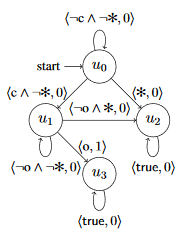 ⟨¬c ∧ ¬*, 0⟩
start
u₀
⟨c ∧ ¬*, 0⟩ ⟨*, 0⟩
⟨¬o ∧ *, 0⟩
u₁ u₂
⟨o, 1⟩
⟨¬o ∧ ¬*, 0⟩ ⟨true, 0⟩
u₃
⟨true, 0⟩